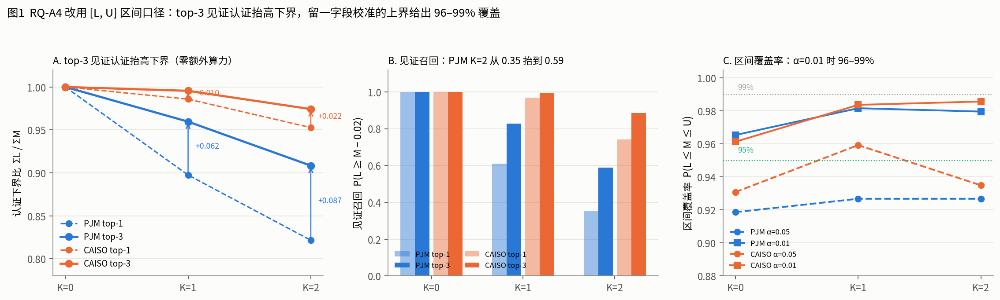 图1 RQ-A4 改用 [L, U] 区间口径：top-3 见证认证抬高下界，留一字段校准的上界给出 96–99% 覆盖
A. top-3 见证认证抬高下界（零额外算力）
认证下界比 ΣL / ΣM
1.00
0.95
0.90
0.85
0.80
+0.010
+0.022
+0.062
+0.087
PJM top-1
PJM top-3
CAISO top-1
CAISO top-3
K=0
K=1
K=2
B. 见证召回：PJM K=2 从 0.35 抬到 0.59
见证召回 P(L ≥ M − 0.02)
1.0
0.8
0.6
0.4
0.2
0.0
PJM top-1
PJM top-3
CAISO top-1
CAISO top-3
K=0
K=1
K=2
C. 区间覆盖率：α=0.01 时 96–99%
区间覆盖率 P(L ≤ M ≤ U)
1.00
0.98
0.96
0.94
0.92
0.90
0.88
99%
95%
PJM α=0.05
PJM α=0.01
CAISO α=0.05
CAISO α=0.01
K=0
K=1
K=2